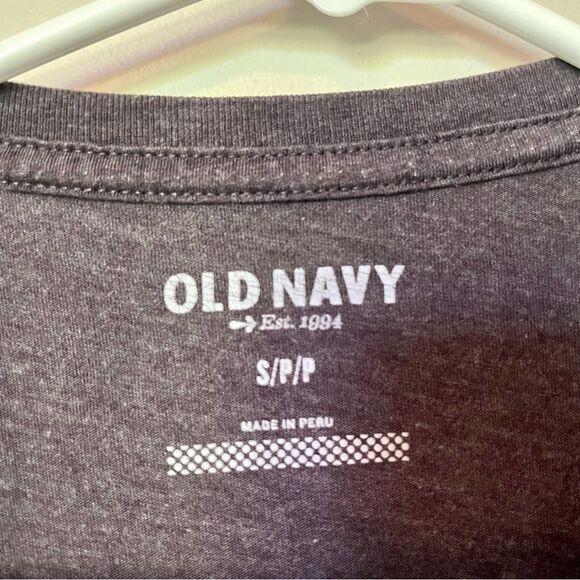 OLD NAVY
Est. 1994
S/P/P
MADE IN PERU